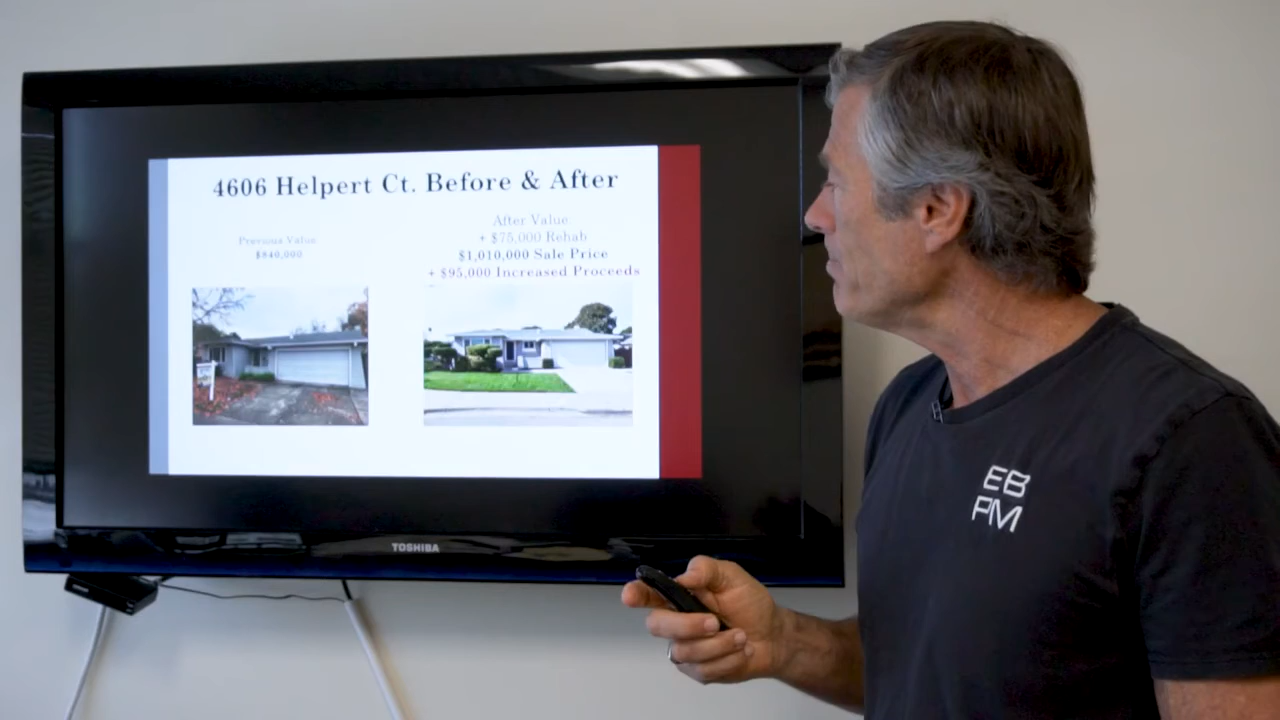 4606 Helpert Ct. Before & After
Previous Value
$840,000
After Value:
+ $75,000 Rehab
$1,010,000 Sale Price
+ $95,000 Increased Proceeds
TOSHIBA
EB
PM